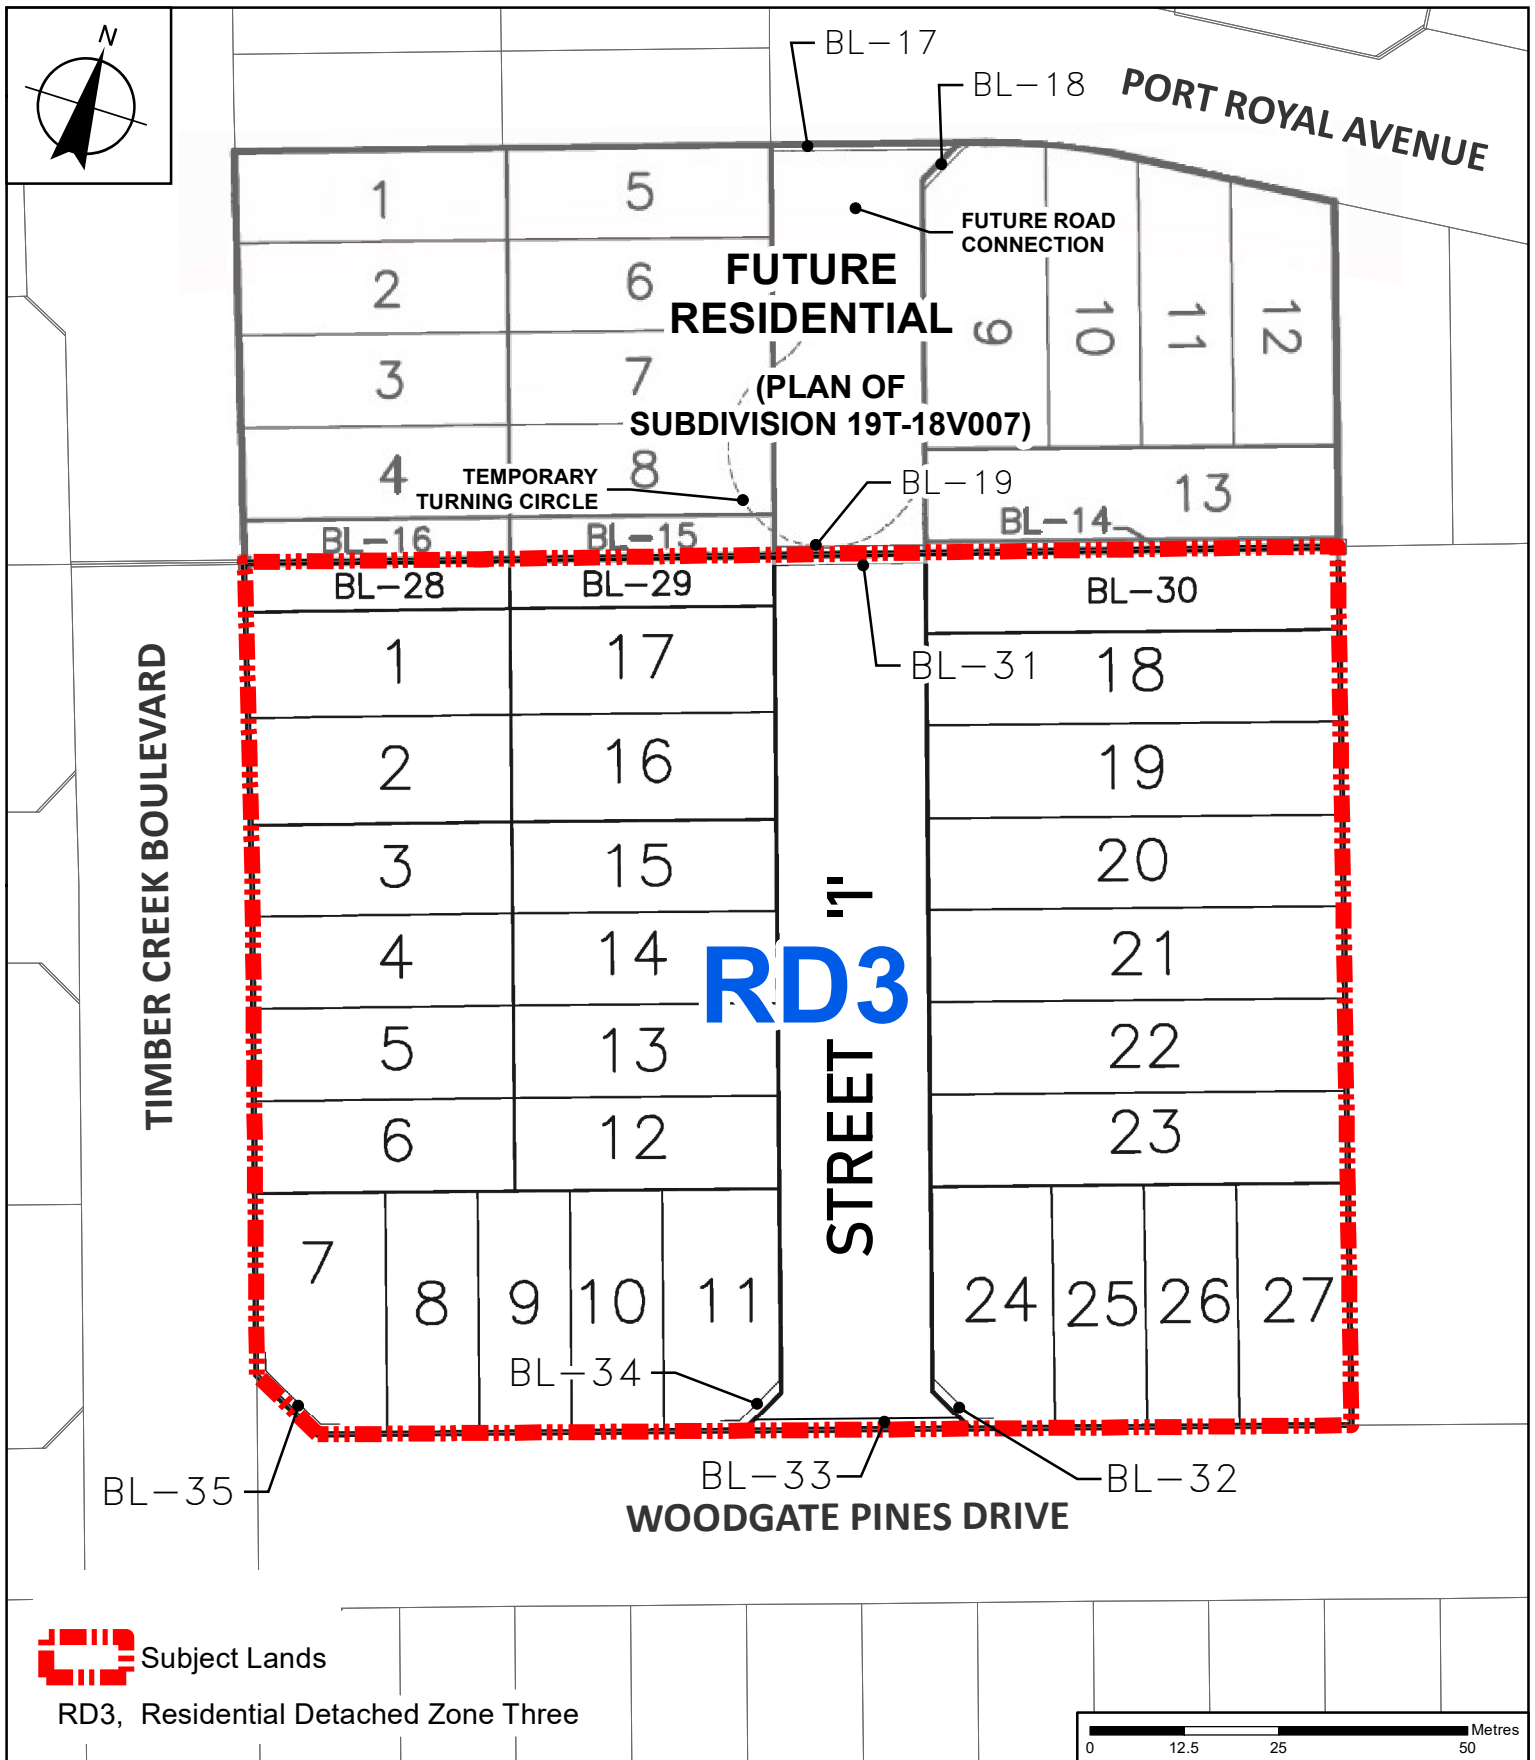 N
BL-17
BL-18
PORT ROYAL AVENUE
1
5
FUTURE ROAD
CONNECTION
2
6
FUTURE
RESIDENTIAL
9
10
11
12
3
7
(PLAN OF
SUBDIVISION 19T-18V007)
4
8
TEMPORARY
TURNING CIRCLE
BL-19
13
BL-16
BL-15
BL-14
BL-28
BL-29
BL-30
1
17
BL-31
18
2
16
19
3
15
20
4
14
21
5
13
22
6
12
23
TIMBER CREEK BOULEVARD
RD3
STREET '1'
7
8
9
10
11
24
25
26
27
BL-34
BL-35
BL-33
BL-32
WOODGATE PINES DRIVE
Subject Lands
RD3, Residential Detached Zone Three
Metres
0 12.5 25 50